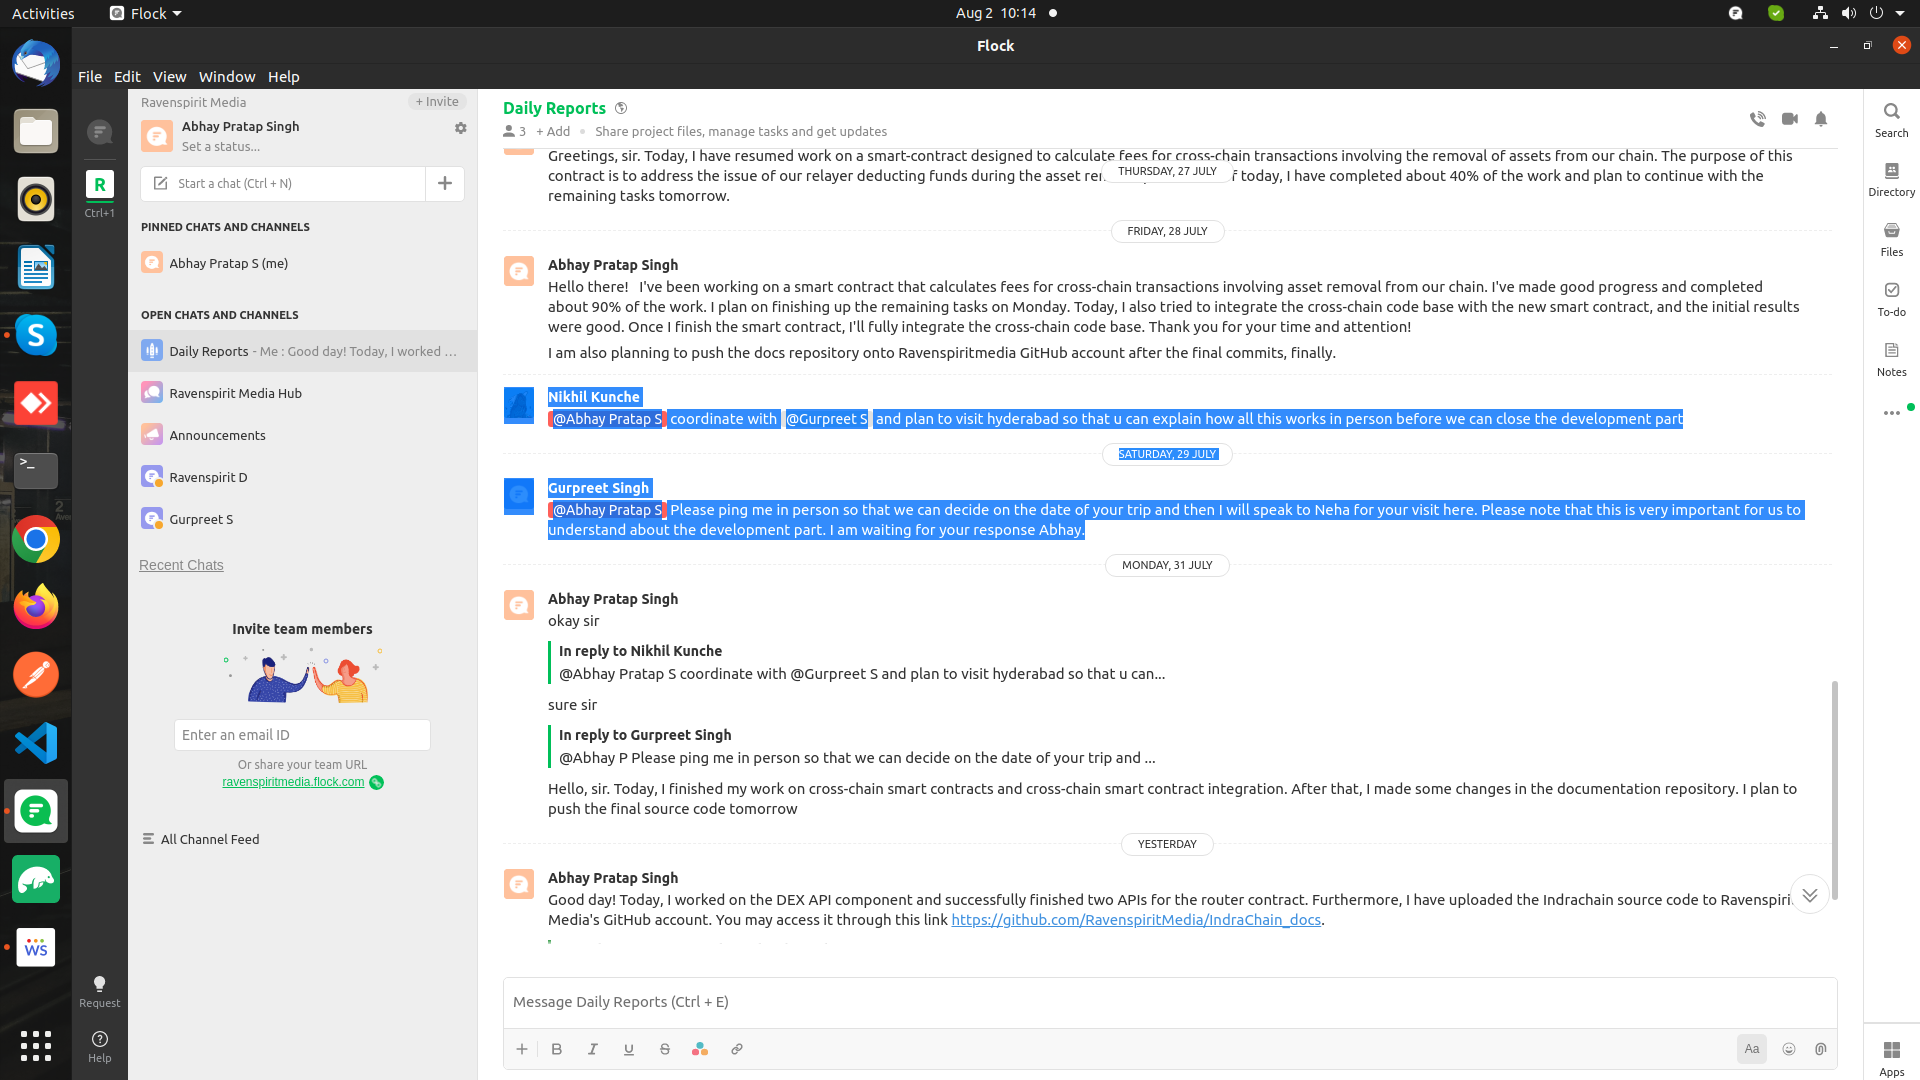 Activities Flock Aug 2 10:14
Flock
File Edit View Window Help
Ravenspirit Media + Invite
Abhay Pratap Singh
Set a status...
R
Ctrl+1
Start a chat (Ctrl + N)
PINNED CHATS AND CHANNELS
Abhay Pratap S (me)
OPEN CHATS AND CHANNELS
Daily Reports - Me : Good day! Today, I worked …
Ravenspirit Media Hub
Announcements
Ravenspirit D
Gurpreet S
Recent Chats
Invite team members
Enter an email ID
Or share your team URL
ravenspiritmedia.flock.com
All Channel Feed
Request
Help
Daily Reports
3 + Add Share project files, manage tasks and get updates
Greetings, sir. Today, I have resumed work on a smart-contract designed to calculate fees for cross-chain transactions involving the removal of assets from our chain. The purpose of this
contract is to address the issue of our relayer deducting funds during the asset THURSDAY, 27 JULY today, I have completed about 40% of the work and plan to continue with the
remaining tasks tomorrow.
FRIDAY, 28 JULY
Abhay Pratap Singh
Hello there! I've been working on a smart contract that calculates fees for cross-chain transactions involving asset removal from our chain. I've made good progress and completed
about 90% of the work. I plan on finishing up the remaining tasks on Monday. Today, I also tried to integrate the cross-chain code base with the new smart contract, and the initial results
were good. Once I finish the smart contract, I'll fully integrate the cross-chain code base. Thank you for your time and attention!
I am also planning to push the docs repository onto Ravenspiritmedia GitHub account after the final commits, finally.
Nikhil Kunche
@Abhay Pratap S coordinate with @Gurpreet S and plan to visit hyderabad so that u can explain how all this works in person before we can close the development part
SATURDAY, 29 JULY
Gurpreet Singh
@Abhay Pratap S Please ping me in person so that we can decide on the date of your trip and then I will speak to Neha for your visit here. Please note that this is very important for us to
understand about the development part. I am waiting for your response Abhay.
MONDAY, 31 JULY
Abhay Pratap Singh
okay sir
In reply to Nikhil Kunche
@Abhay Pratap S coordinate with @Gurpreet S and plan to visit hyderabad so that u can...
sure sir
In reply to Gurpreet Singh
@Abhay P Please ping me in person so that we can decide on the date of your trip and ...
Hello, sir. Today, I finished my work on cross-chain smart contracts and cross-chain smart contract integration. After that, I made some changes in the documentation repository. I plan to
push the final source code tomorrow
YESTERDAY
Abhay Pratap Singh
Good day! Today, I worked on the DEX API component and successfully finished two APIs for the router contract. Furthermore, I have uploaded the Indrachain source code to Ravenspirit
Media's GitHub account. You may access it through this link https://github.com/RavenspiritMedia/IndraChain_docs.
Message Daily Reports (Ctrl + E)
B I U S Aa
Search
Directory
Files
To-do
Notes
Apps
WS